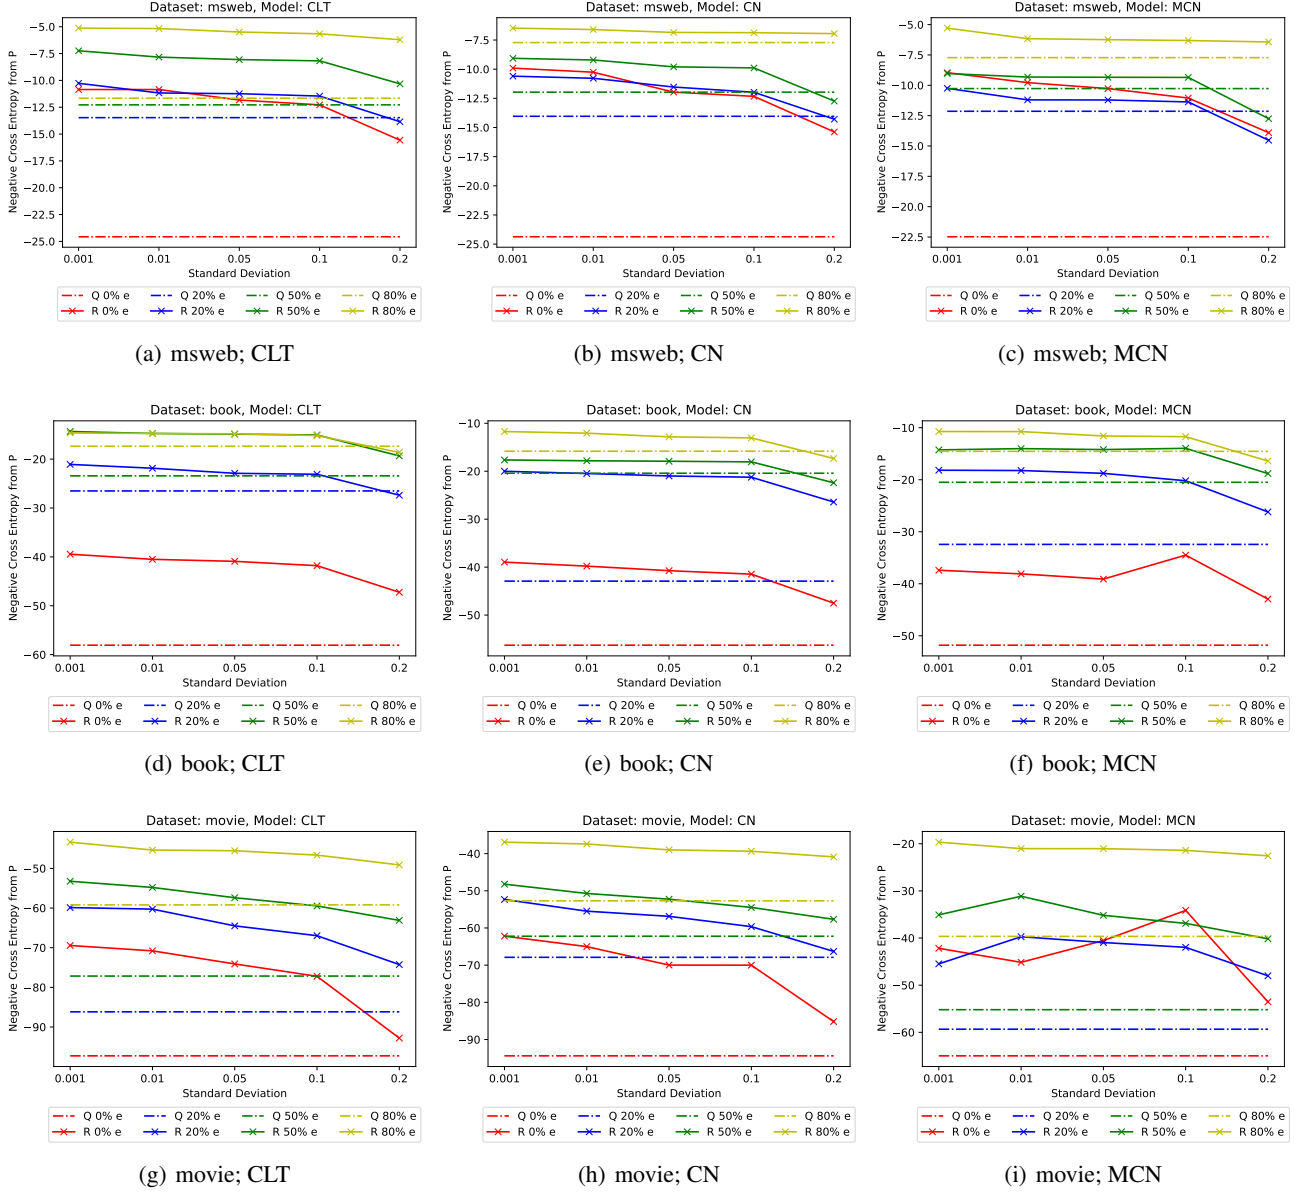 Dataset: msweb, Model: CLT
Negative Cross Entropy from P
−5.0
−7.5
−10.0
−12.5
−15.0
−17.5
−20.0
−22.5
−25.0
0.001 0.01 0.05 0.1 0.2
Standard Deviation
Q 0% e Q 20% e Q 50% e Q 80% e
R 0% e R 20% e R 50% e R 80% e
(a) msweb; CLT
Dataset: msweb, Model: CN
Negative Cross Entropy from P
−7.5
−10.0
−12.5
−15.0
−17.5
−20.0
−22.5
−25.0
0.001 0.01 0.05 0.1 0.2
Standard Deviation
Q 0% e Q 20% e Q 50% e Q 80% e
R 0% e R 20% e R 50% e R 80% e
(b) msweb; CN
Dataset: msweb, Model: MCN
Negative Cross Entropy from P
−5.0
−7.5
−10.0
−12.5
−15.0
−17.5
−20.0
−22.5
0.001 0.01 0.05 0.1 0.2
Standard Deviation
Q 0% e Q 20% e Q 50% e Q 80% e
R 0% e R 20% e R 50% e R 80% e
(c) msweb; MCN
Dataset: book, Model: CLT
Negative Cross Entropy from P
−20
−30
−40
−50
−60
0.001 0.01 0.05 0.1 0.2
Standard Deviation
Q 0% e Q 20% e Q 50% e Q 80% e
R 0% e R 20% e R 50% e R 80% e
(d) book; CLT
Dataset: book, Model: CN
Negative Cross Entropy from P
−10
−20
−30
−40
−50
0.001 0.01 0.05 0.1 0.2
Standard Deviation
Q 0% e Q 20% e Q 50% e Q 80% e
R 0% e R 20% e R 50% e R 80% e
(e) book; CN
Dataset: book, Model: MCN
Negative Cross Entropy from P
−10
−20
−30
−40
−50
0.001 0.01 0.05 0.1 0.2
Standard Deviation
Q 0% e Q 20% e Q 50% e Q 80% e
R 0% e R 20% e R 50% e R 80% e
(f) book; MCN
Dataset: movie, Model: CLT
Negative Cross Entropy from P
−50
−60
−70
−80
−90
0.001 0.01 0.05 0.1 0.2
Standard Deviation
Q 0% e Q 20% e Q 50% e Q 80% e
R 0% e R 20% e R 50% e R 80% e
(g) movie; CLT
Dataset: movie, Model: CN
Negative Cross Entropy from P
−40
−50
−60
−70
−80
−90
0.001 0.01 0.05 0.1 0.2
Standard Deviation
Q 0% e Q 20% e Q 50% e Q 80% e
R 0% e R 20% e R 50% e R 80% e
(h) movie; CN
Dataset: movie, Model: MCN
Negative Cross Entropy from P
−20
−30
−40
−50
−60
0.001 0.01 0.05 0.1 0.2
Standard Deviation
Q 0% e Q 20% e Q 50% e Q 80% e
R 0% e R 20% e R 50% e R 80% e
(i) movie; MCN